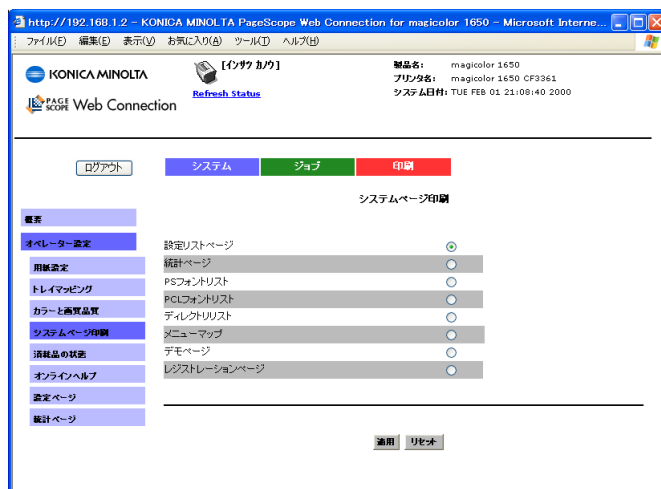 http://192.168.1.2 - KONICA MINOLTA PageScope Web Connection for magicolor 1650 - Microsoft Interne...
ファイル(F) 編集(E) 表示(V) お気に入り(A) ツール(T) ヘルプ(H)
KONICA MINOLTA
PAGE SCOPE Web Connection
[インサツ カノウ]
Refresh Status
製品名: magicolor 1650
プリンタ名: magicolor 1650 CF3361
システム日付: TUE FEB 01 21:08:40 2000
ログアウト
システム ジョブ 印刷
システムページ印刷
概要
オペレーター設定
用紙設定
トレイマッピング
カラーと画質品質
システムページ印刷
消耗品の状態
オンラインヘルプ
設定ページ
統計ページ
設定リストページ
統計ページ
PSフォントリスト
PCLフォントリスト
ディレクトリリスト
メニューマップ
デモページ
レジストレーションページ
適用 リセット